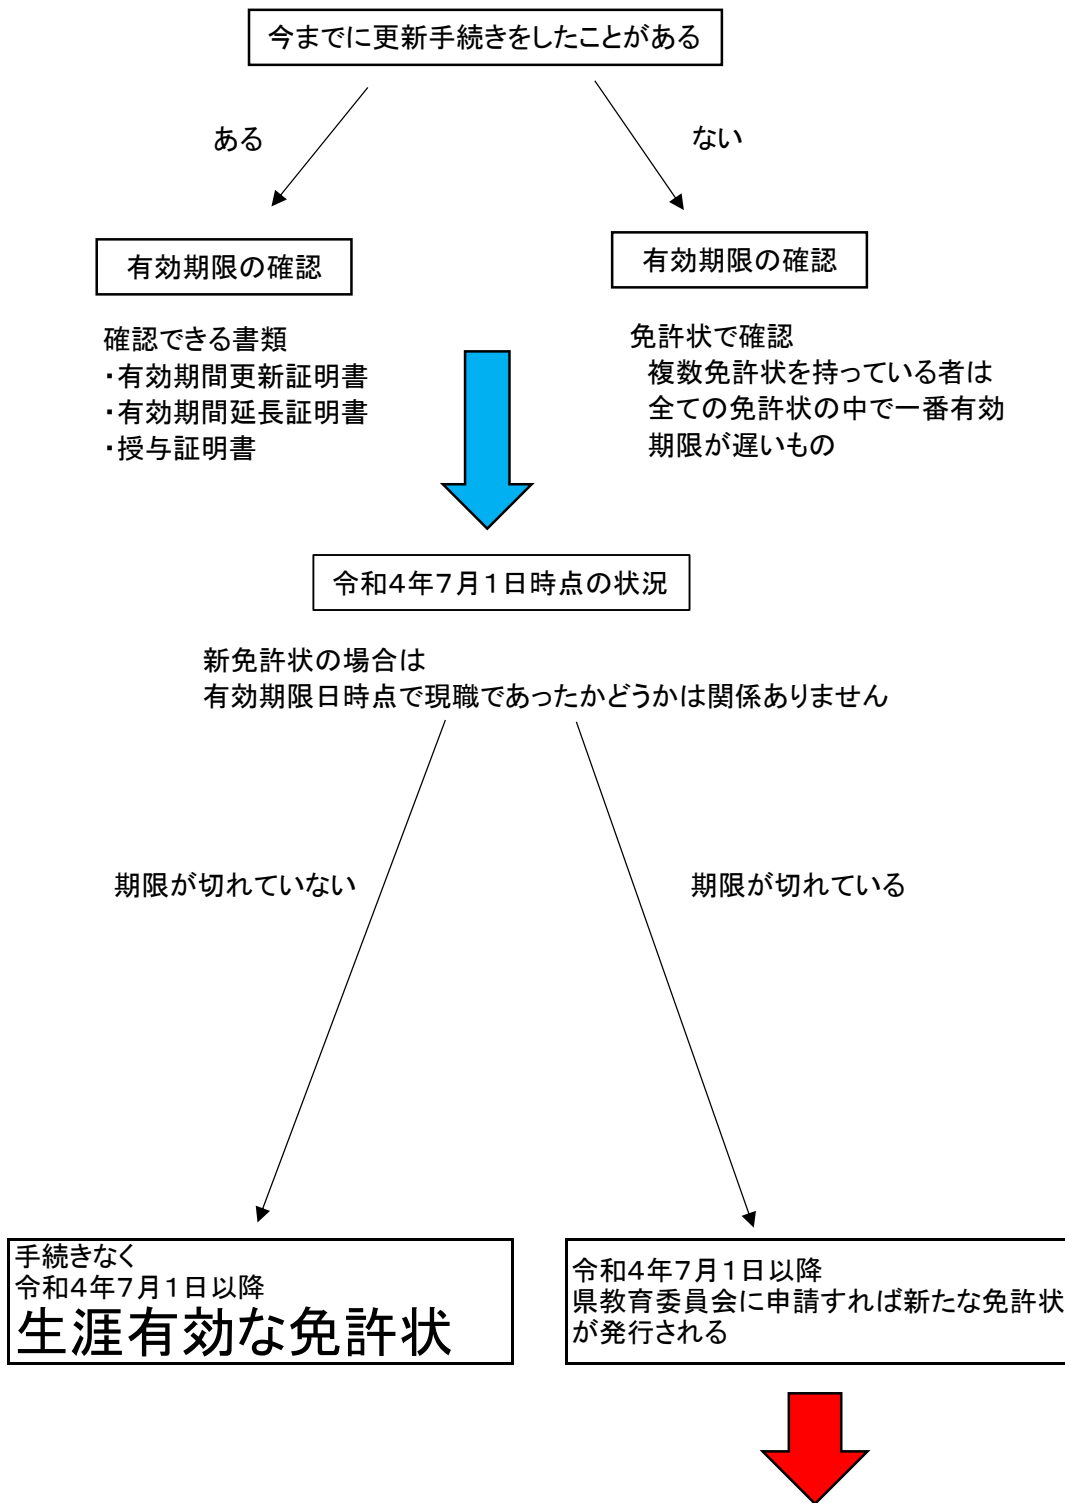 今までに更新手続きをしたことがある
ある
ない
有効期限の確認
有効期限の確認
確認できる書類
・有効期間更新証明書
・有効期間延長証明書
・授与証明書
免許状で確認
複数免許状を持っている者は
全ての免許状の中で一番有効
期限が遅いもの
令和4年7月1日時点の状況
新免許状の場合は
有効期限日時点で現職であったかどうかは関係ありません
期限が切れていない
期限が切れている
手続きなく
令和4年7月1日以降
生涯有効な免許状
令和4年7月1日以降
県教育委員会に申請すれば新たな免許状
が発行される